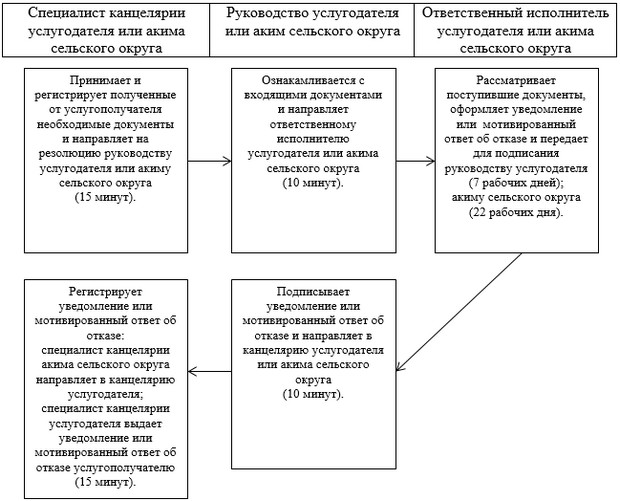 Специалист канцелярии
услугодателя или акима
сельского округа
Руководство услугодателя
или аким сельского округа
Ответственный исполнитель
услугодателя или акима
сельского округа
Принимает и
регистрирует полученные
от услугополучателя
необходимые документы
и направляет на
резолюцию руководству
услугодателя или акиму
сельского округа
(15 минут).
Ознакамливается с
входящими документами
и направляет
ответственному
исполнителю
услугодателя или акима
сельского округа
(10 минут).
Рассматривает
поступившие документы,
оформляет уведомление
или мотивированный
ответ об отказе и передает
для подписания
руководству услугодателя
(7 рабочих дней);
акиму сельского округа
(22 рабочих дня).
Регистрирует
уведомление или
мотивированный ответ об
отказе:
специалист канцелярии
акима сельского округа
направляет в канцелярию
услугодателя;
специалист канцелярии
услугодателя выдает
уведомление или
мотивированный ответ об
отказе услугополучателю
(15 минут).
Подписывает
уведомление или
мотивированный ответ об
отказе и направляет в
канцелярию услугодателя
или акима сельского
округа
(10 минут).